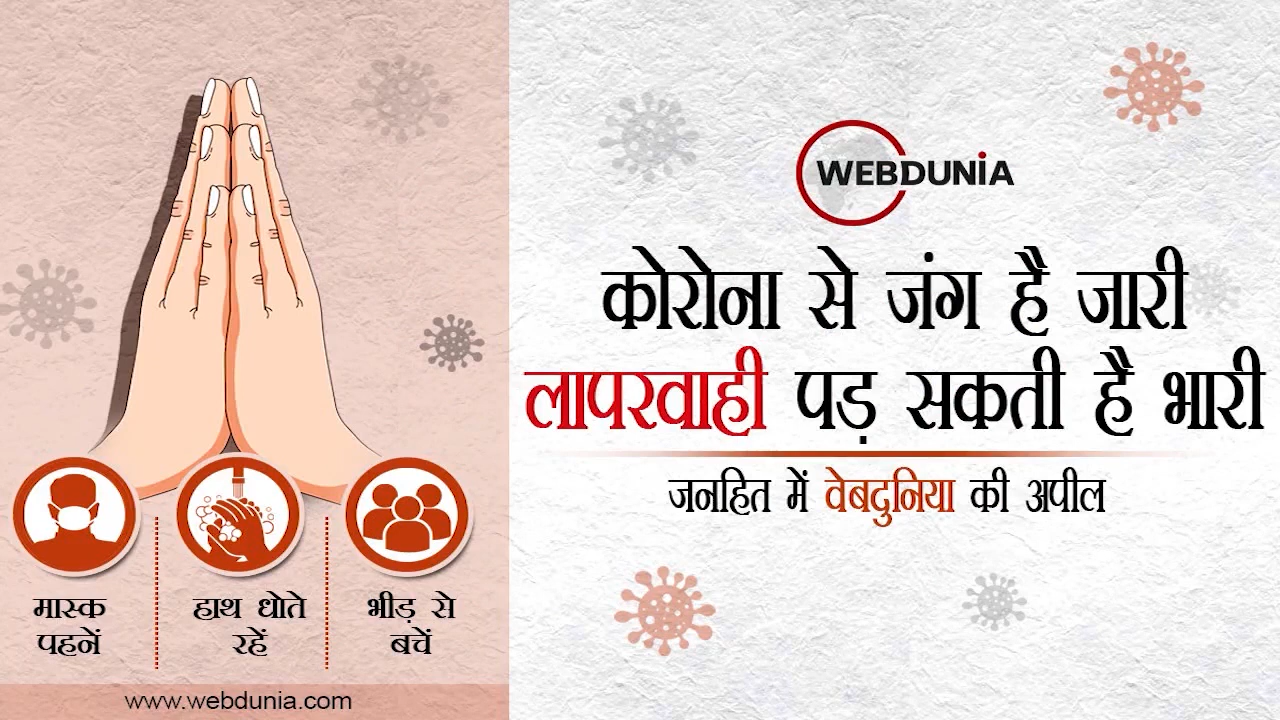 WEBDUNIA
कोरोना से जंग है जारी
लापरवाही पड़ सकती है भारी
जनहित में वेबदुनिया की अपील
मास्क
पहनें
हाथ धोते
रहें
भीड़ से
बचें
www.webdunia.com